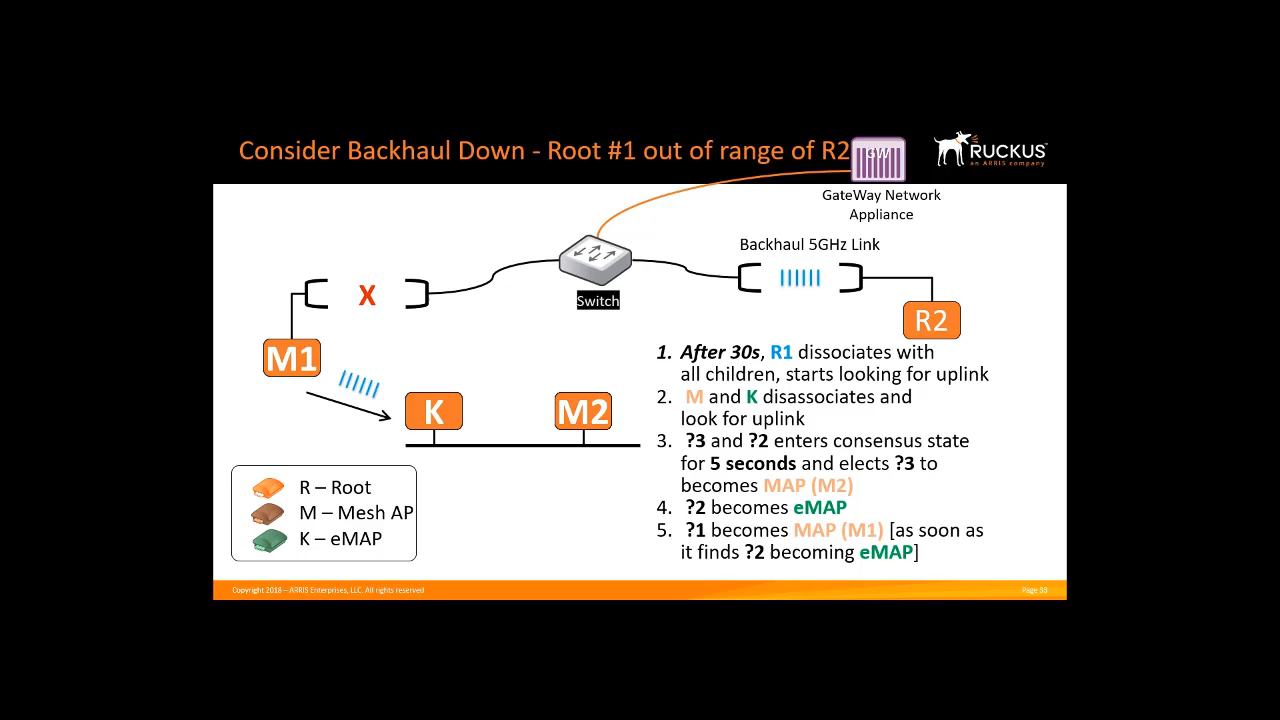 Consider Backhaul Down - Root #1 out of range of R2
GW
RUCKUS
an ARRIS company
GateWay Network
Appliance
Backhaul 5GHz Link
X
Switch
R2
M1
K
M2
1. After 30s, R1 dissociates with
all children, starts looking for uplink
2. M and K disassociates and
look for uplink
3. ?3 and ?2 enters consensus state
for 5 seconds and elects ?3 to
becomes MAP (M2)
4. ?2 becomes eMAP
5. ?1 becomes MAP (M1) [as soon as
it finds ?2 becoming eMAP]
R – Root
M – Mesh AP
K – eMAP
Copyright 2018 – ARRIS Enterprises, LLC. All rights reserved
Page 38